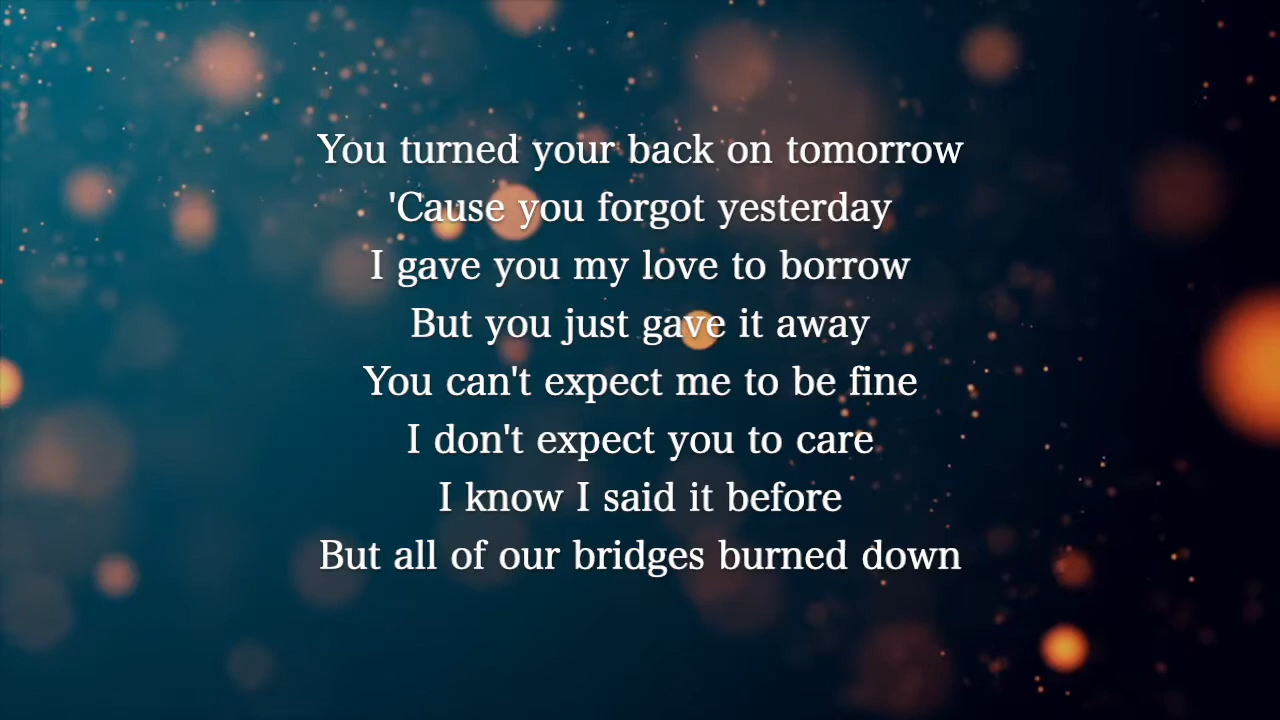 You turned your back on tomorrow
'Cause you forgot yesterday
I gave you my love to borrow
But you just gave it away
You can't expect me to be fine
I don't expect you to care
I know I said it before
But all of our bridges burned down